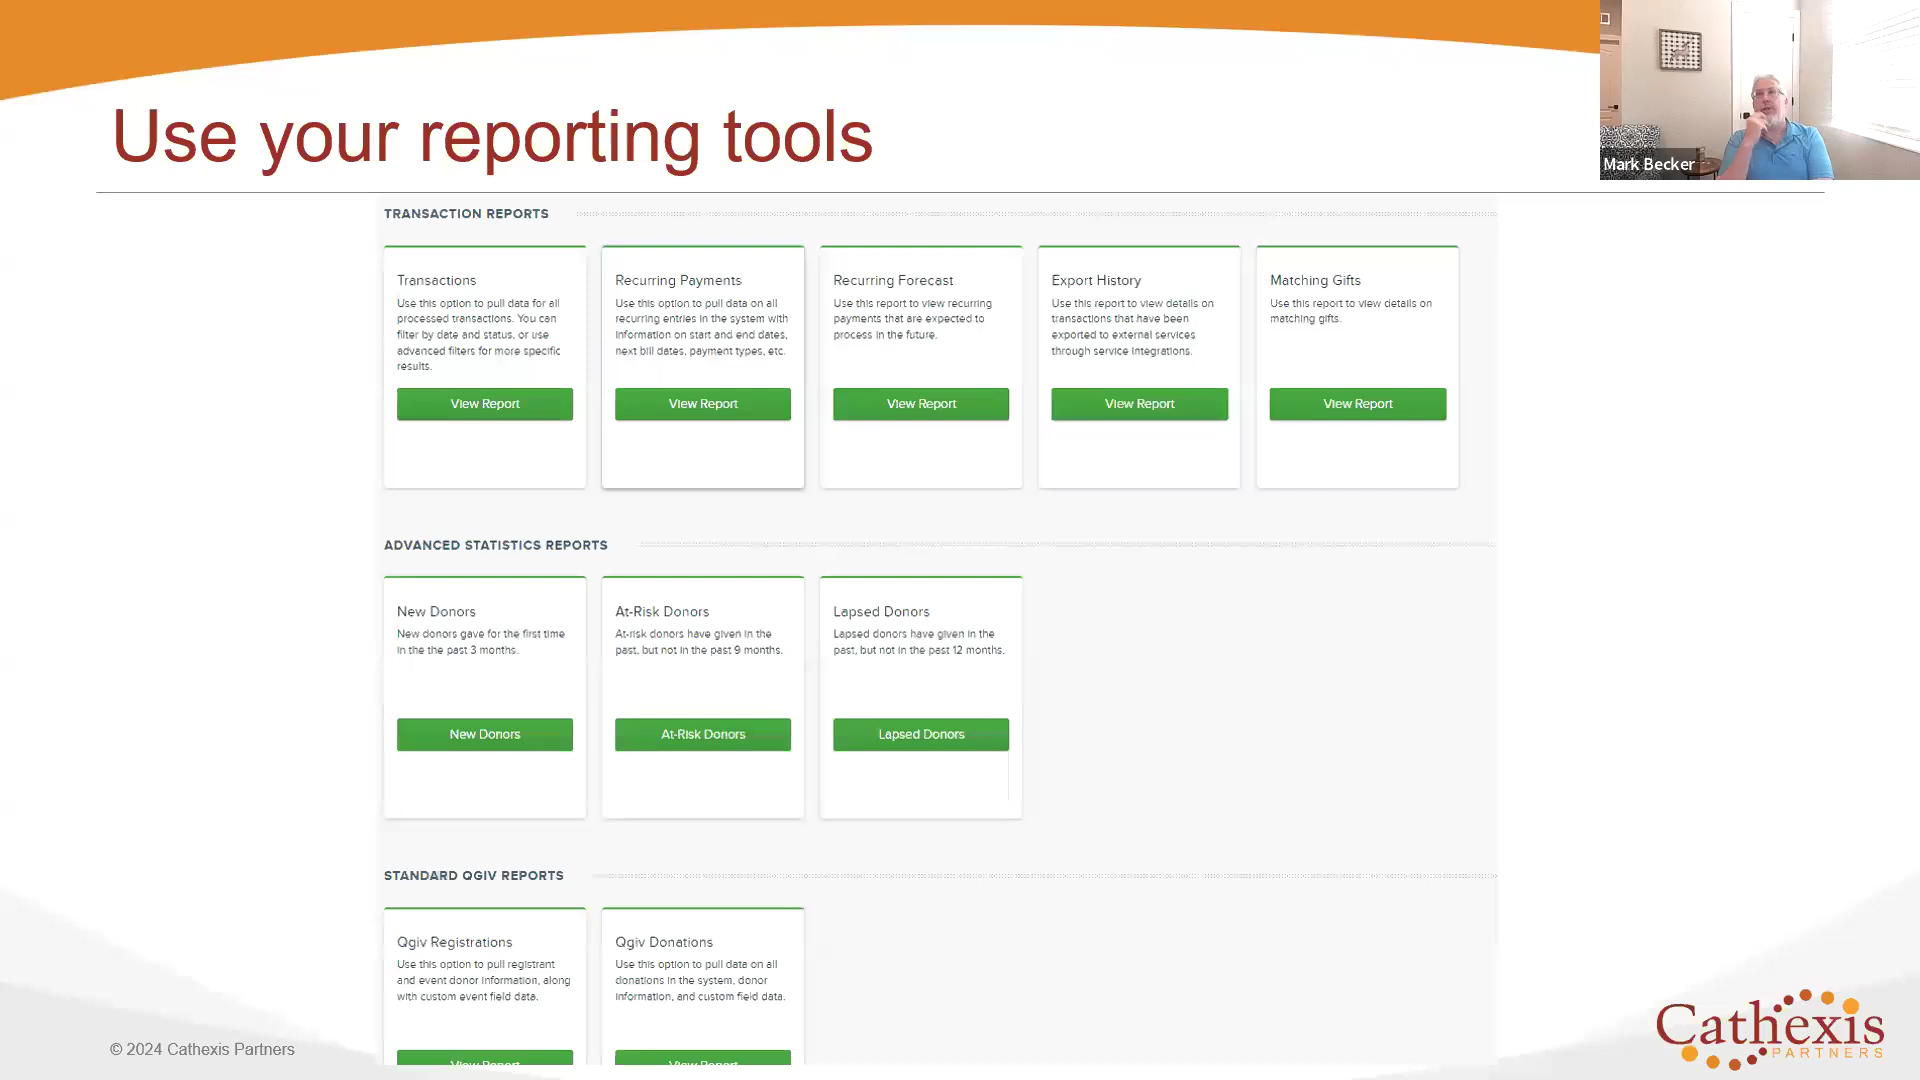 Use your reporting tools
Mark Becker
TRANSACTION REPORTS
Transactions
Use this option to pull data for all
processed transactions. You can
filter by date and status, or use
advanced filters for more specific
results.
View Report
Recurring Payments
Use this option to pull data on all
recurring entries in the system with
information on start and end dates,
next bill dates, payment types, etc.
View Report
Recurring Forecast
Use this report to view recurring
payments that are expected to
process in the future.
View Report
Export History
Use this report to view details on
transactions that have been
exported to external services
through service integrations.
View Report
Matching Gifts
Use this report to view details on
matching gifts.
View Report
ADVANCED STATISTICS REPORTS
New Donors
New donors gave for the first time
in the the past 3 months.
New Donors
At-Risk Donors
At-risk donors have given in the
past, but not in the past 9 months.
At-Risk Donors
Lapsed Donors
Lapsed donors have given in the
past, but not in the past 12 months.
Lapsed Donors
STANDARD QGIV REPORTS
Qgiv Registrations
Use this option to pull registrant
and event donor information, along
with custom event field data.
View Report
Qgiv Donations
Use this option to pull data on all
donations in the system, donor
information, and custom field data.
View Report
© 2024 Cathexis Partners
Cathexis
PARTNERS